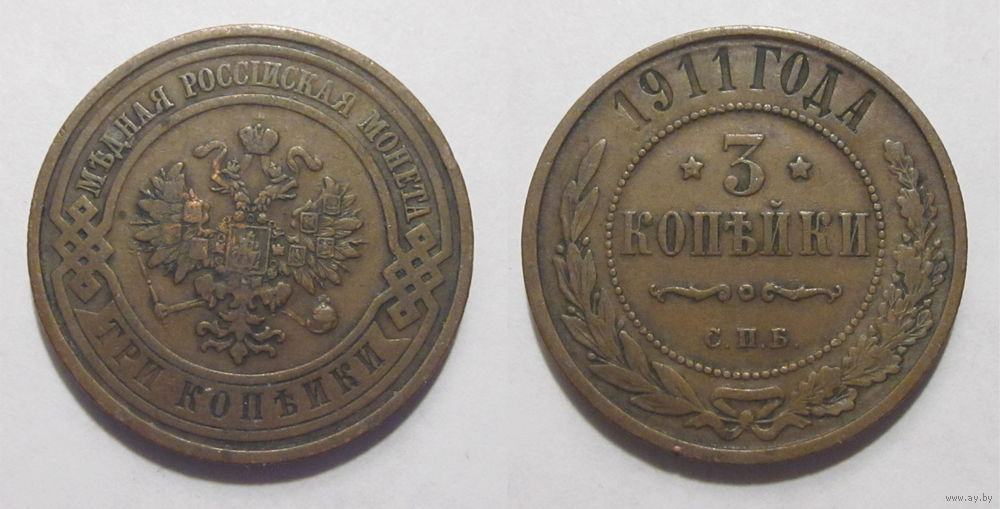 МѢДНАЯ РОССІЙСКАЯ МОНЕТА
ТРИ КОПѢЙКИ
1911 ГОДА
3
КОПѢЙКИ
С.П.Б.
www.ay.by